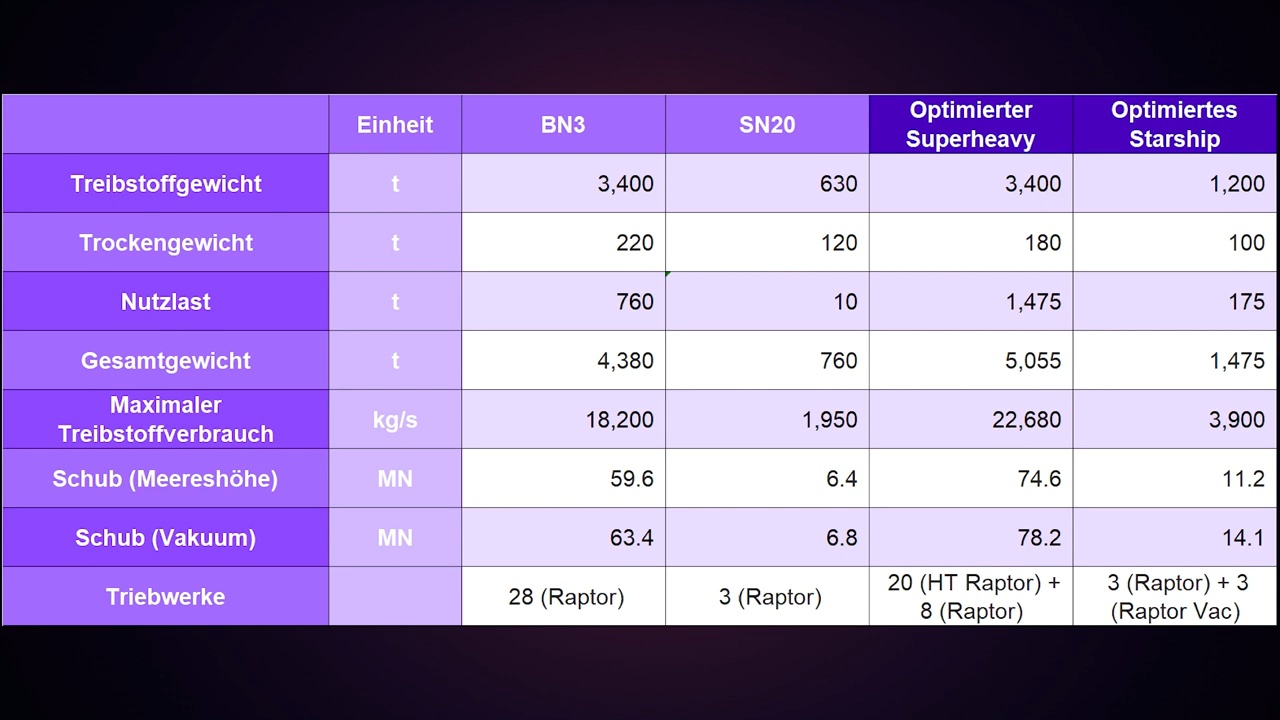 Einheit BN3 SN20 Optimierter Superheavy Optimiertes Starship
Treibstoffgewicht t 3,400 630 3,400 1,200
Trockengewicht t 220 120 180 100
Nutzlast t 760 10 1,475 175
Gesamtgewicht t 4,380 760 5,055 1,475
Maximaler Treibstoffverbrauch kg/s 18,200 1,950 22,680 3,900
Schub (Meereshöhe) MN 59.6 6.4 74.6 11.2
Schub (Vakuum) MN 63.4 6.8 78.2 14.1
Triebwerke 28 (Raptor) 3 (Raptor) 20 (HT Raptor) + 8 (Raptor) 3 (Raptor) + 3 (Raptor Vac)